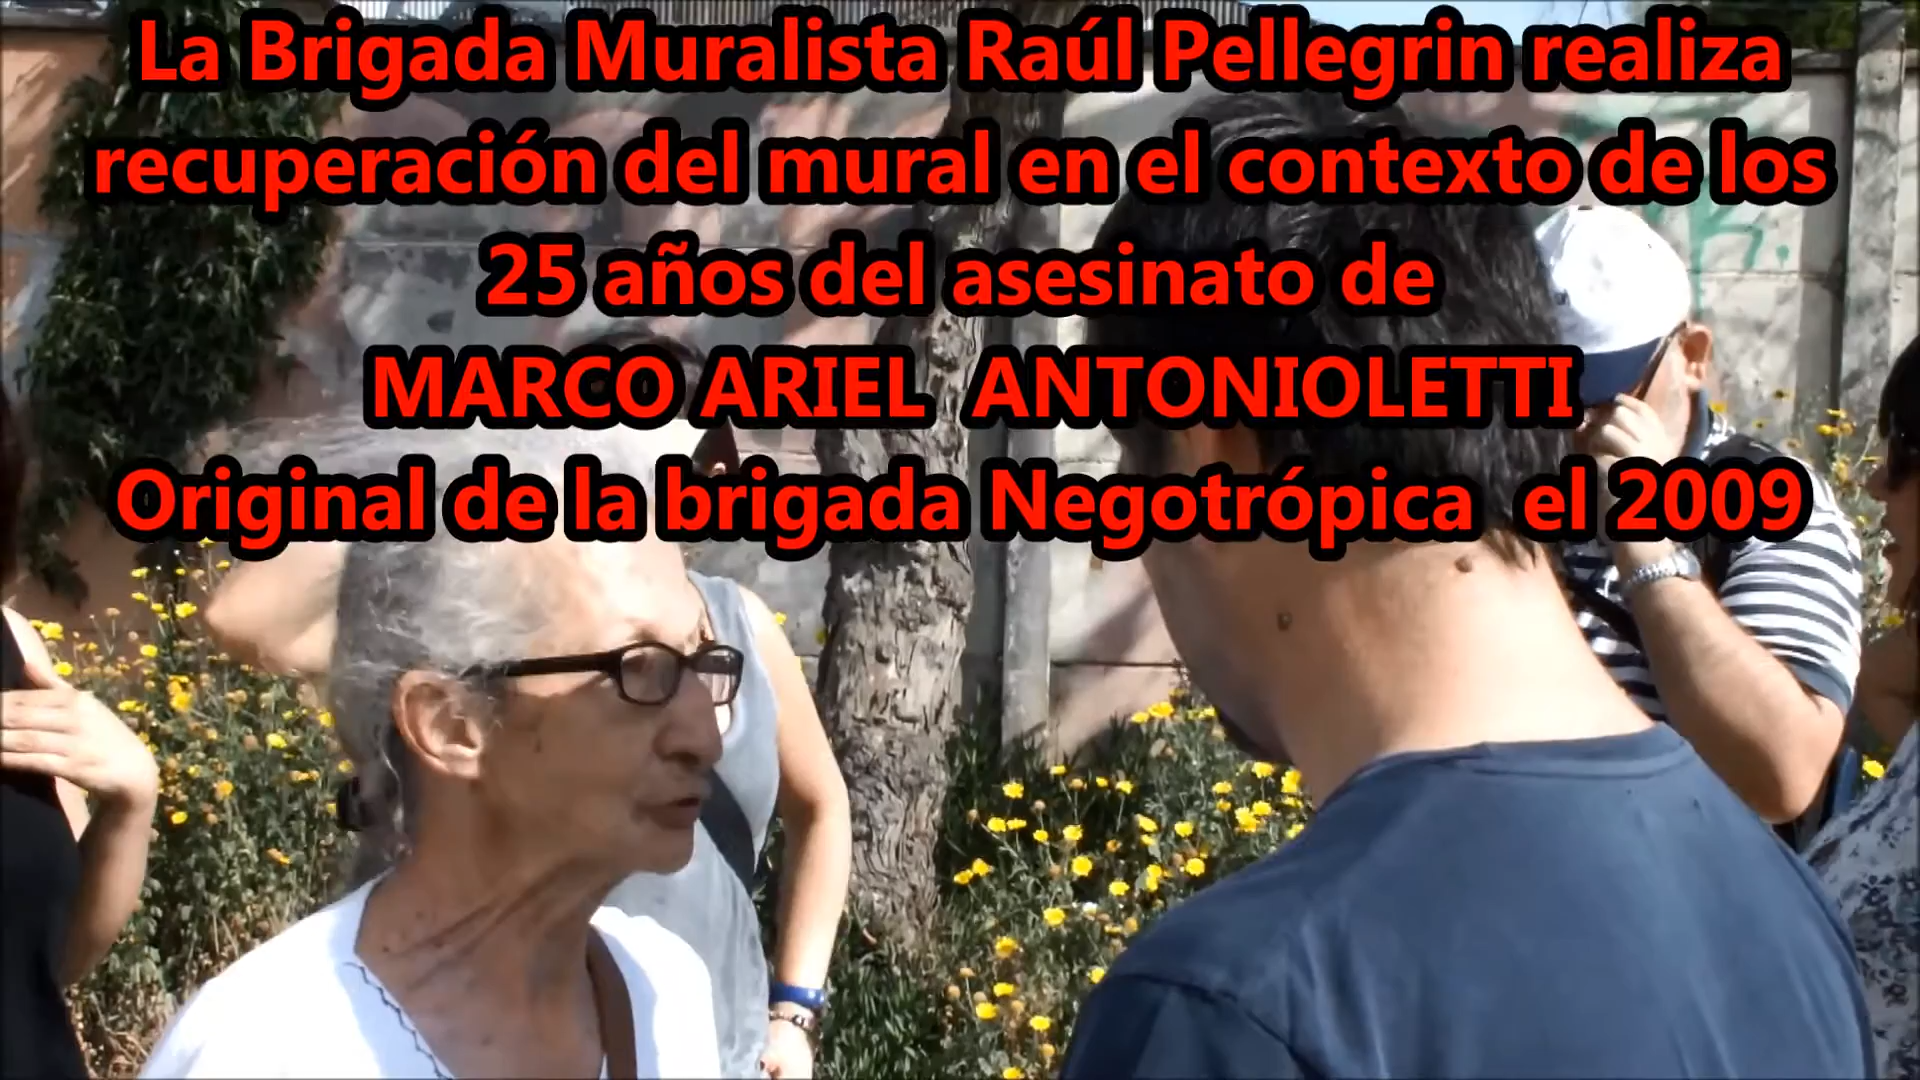 La Brigada Muralista Raúl Pellegrin realiza
recuperación del mural en el contexto de los
25 años del asesinato de
MARCO ARIEL ANTONIOLETTI
Original de la brigada Negotrópica el 2009